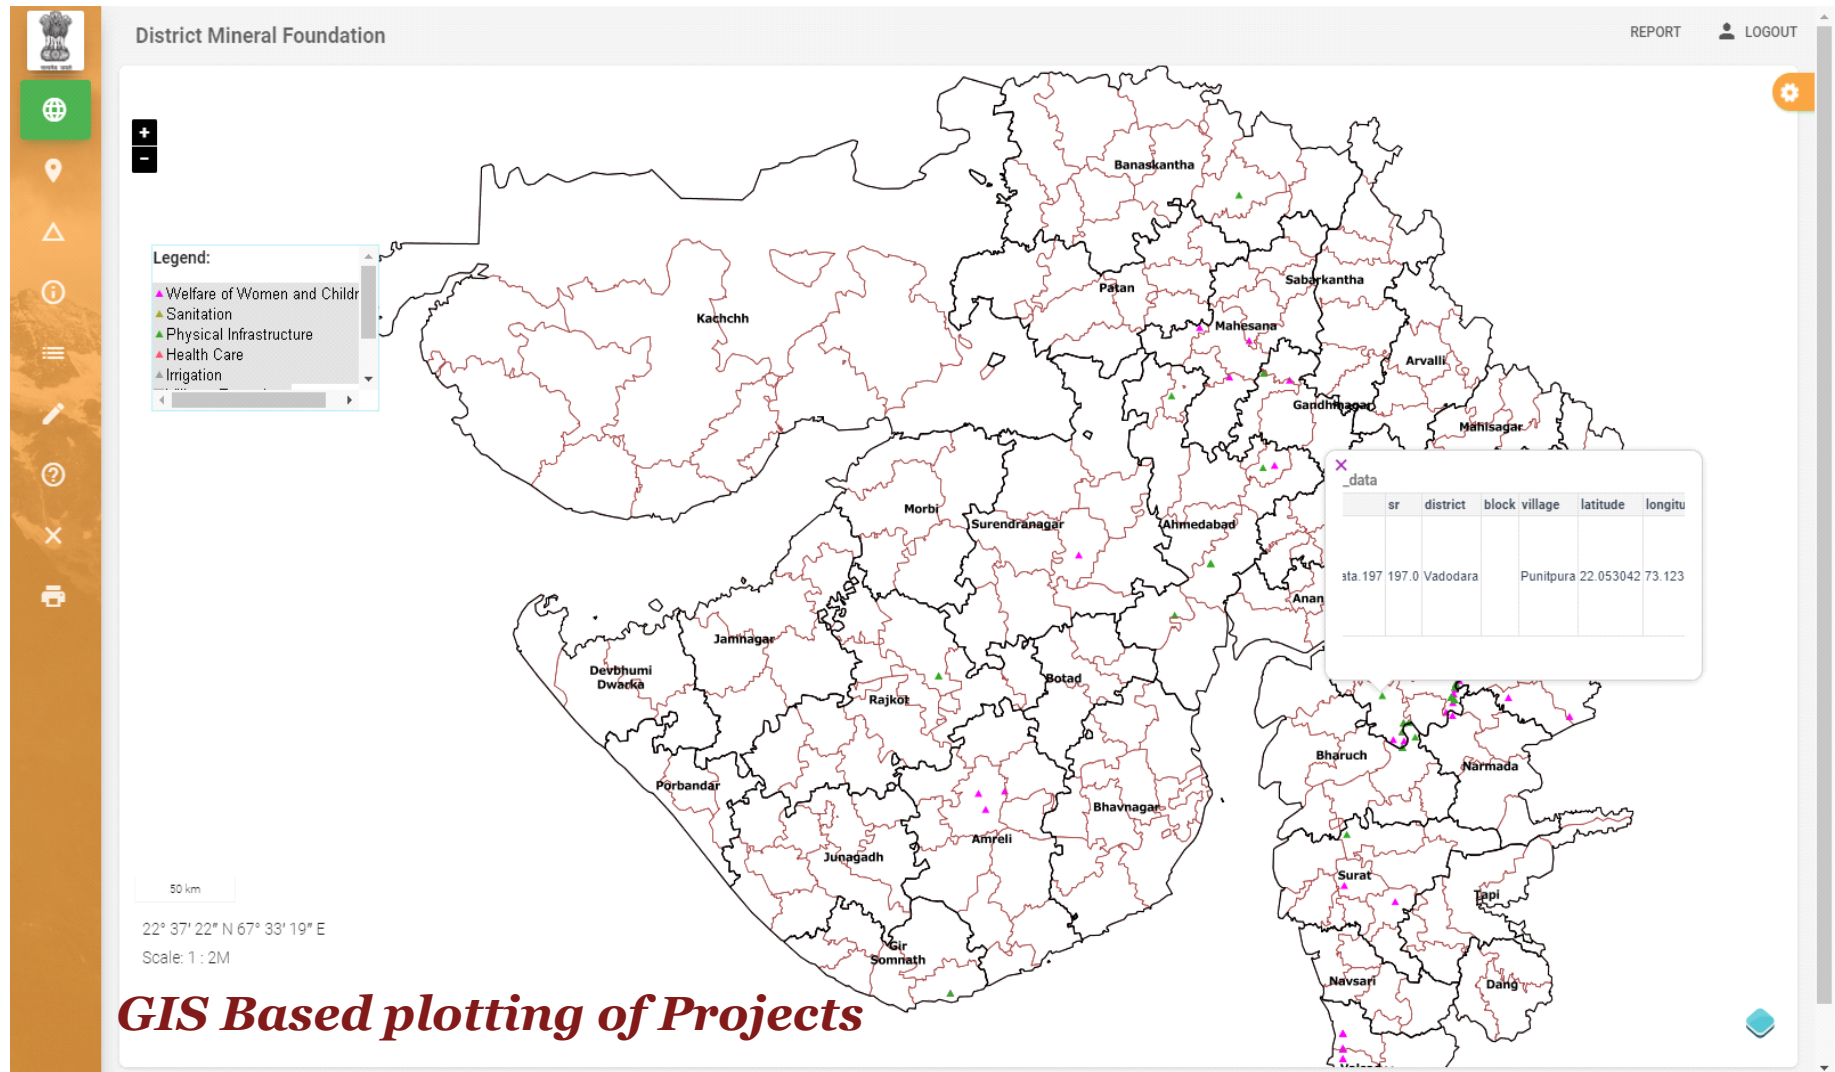 District Mineral Foundation
REPORT
LOGOUT
+
-
Legend:
Welfare of Women and Childr
Sanitation
Physical Infrastructure
Health Care
Irrigation
Banaskantha
Patan
Sabarkantha
Kachchh
Mahesana
Arvalli
Gandhinagar
Mahisagar
Morbi
Surendranagar
Ahmedabad
_data
sr district block village latitude longitu
ata.197 197.0 Vadodara Punitpura 22.053042 73.123
Anan
Jamnagar
Devbhumi
Dwarka
Rajkot
Botad
Bharuch
Narmada
Porbandar
Bhavnagar
Amreli
Junagadh
Surat
Tapi
Gir
Somnath
Navsari
Dang
50 km
22° 37′ 22″ N 67° 33′ 19″ E
Scale: 1 : 2M
GIS Based plotting of Projects